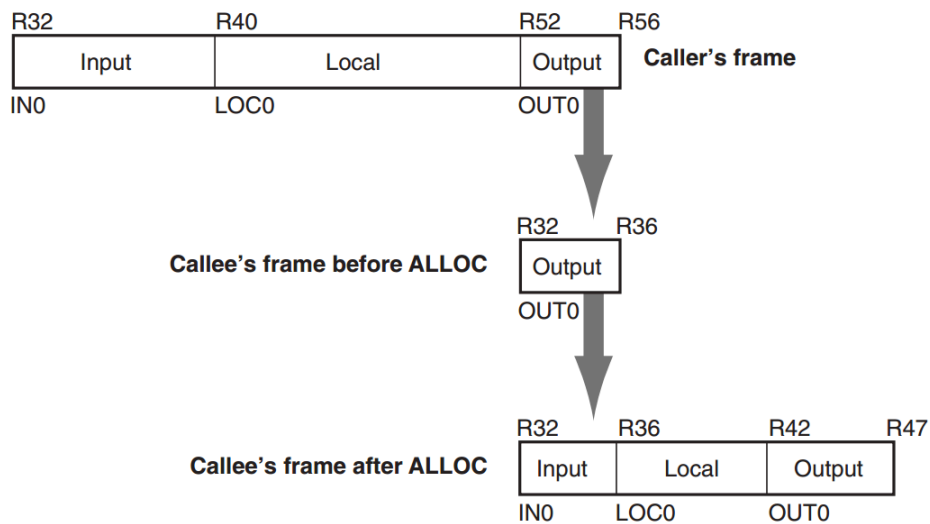 R32 R40 R52 R56
Input Local Output Caller's frame
IN0 LOC0 OUT0
R32 R36
Callee's frame before ALLOC Output
OUT0
R32 R36 R42 R47
Callee's frame after ALLOC Input Local Output
IN0 LOC0 OUT0